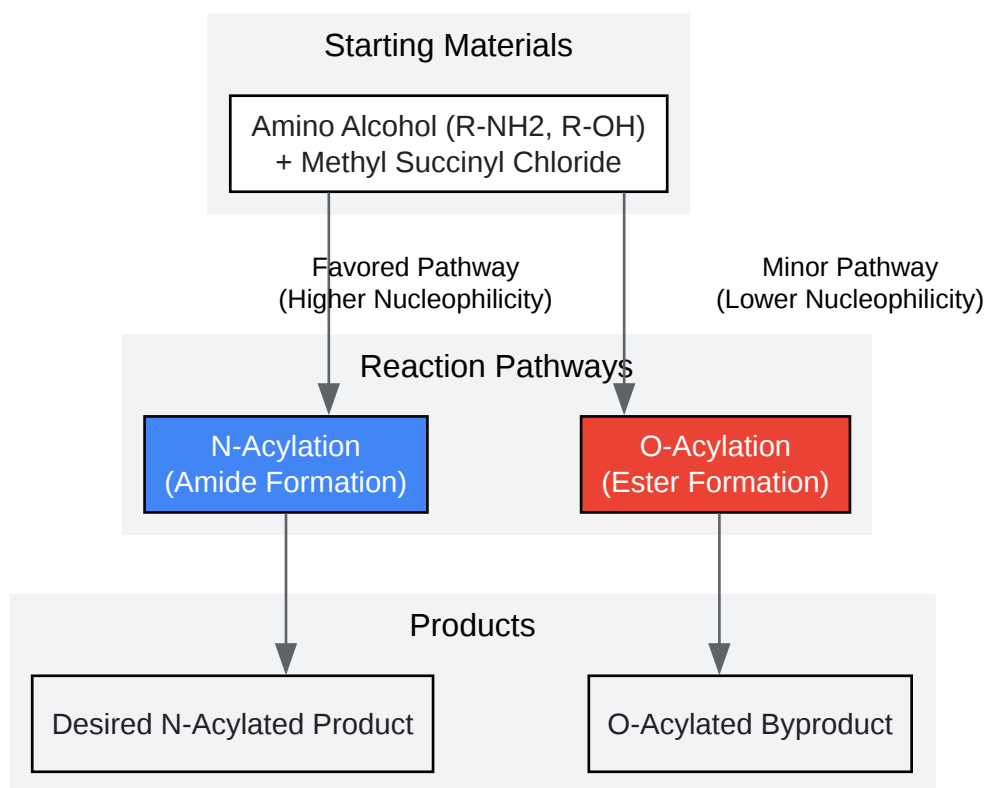 Starting Materials
Amino Alcohol (R-NH2, R-OH)
+ Methyl Succinyl Chloride
Favored Pathway
(Higher Nucleophilicity)
Minor Pathway
(Lower Nucleophilicity)
Reaction Pathways
N-Acylation
(Amide Formation)
O-Acylation
(Ester Formation)
Products
Desired N-Acylated Product
O-Acylated Byproduct